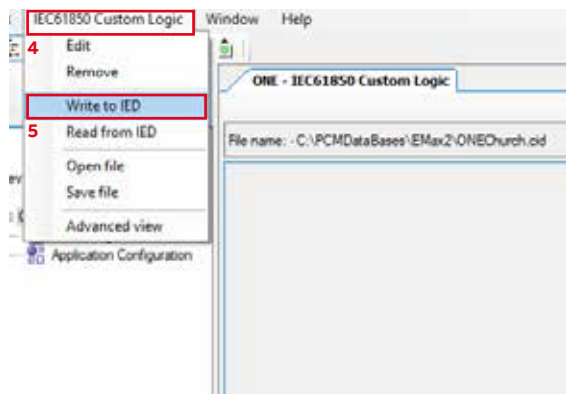 IEC61850 Custom Logic Window Help
4 Edit
Remove
ONE - IEC61850 Custom Logic
Write to IED
5 Read from IED
File name: - C:\PCMDataBases\EMax2\ONEChurch.cid
Open file
Save file
Advanced view
Application Configuration